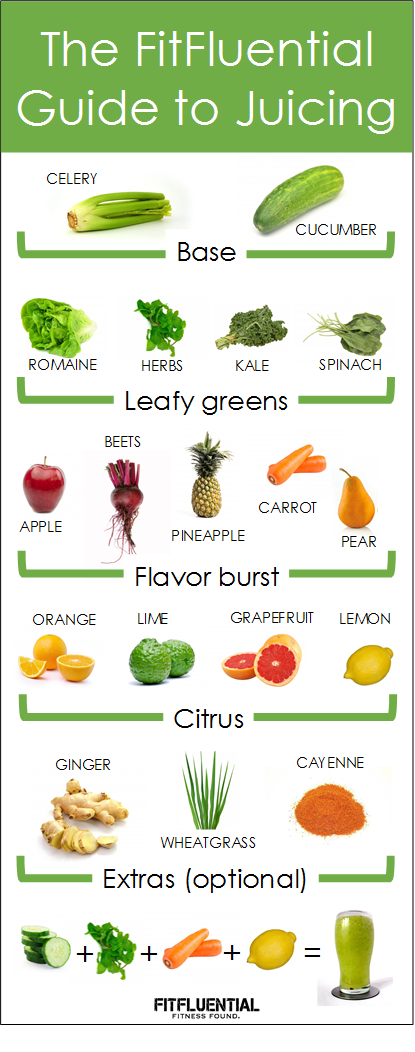 The FitFluential
Guide to Juicing
CELERY
CUCUMBER
Base
ROMAINE HERBS KALE SPINACH
Leafy greens
BEETS
CARROT
APPLE
PINEAPPLE
PEAR
Flavor burst
ORANGE LIME GRAPEFRUIT LEMON
Citrus
GINGER CAYENNE
WHEATGRASS
Extras (optional)
+ + + =
FITFLUENTIAL
FITNESS FOUND.